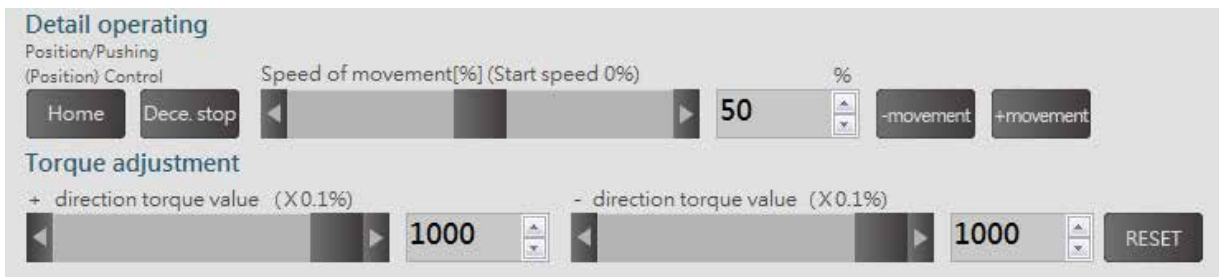 Detail operating
Position/Pushing
(Position) Control
Speed of movement[%] (Start speed 0%)
%
Home
Dece. stop
50
-movement
+movement
Torque adjustment
+ direction torque value (X0.1%)
- direction torque value (X0.1%)
1000
1000
RESET